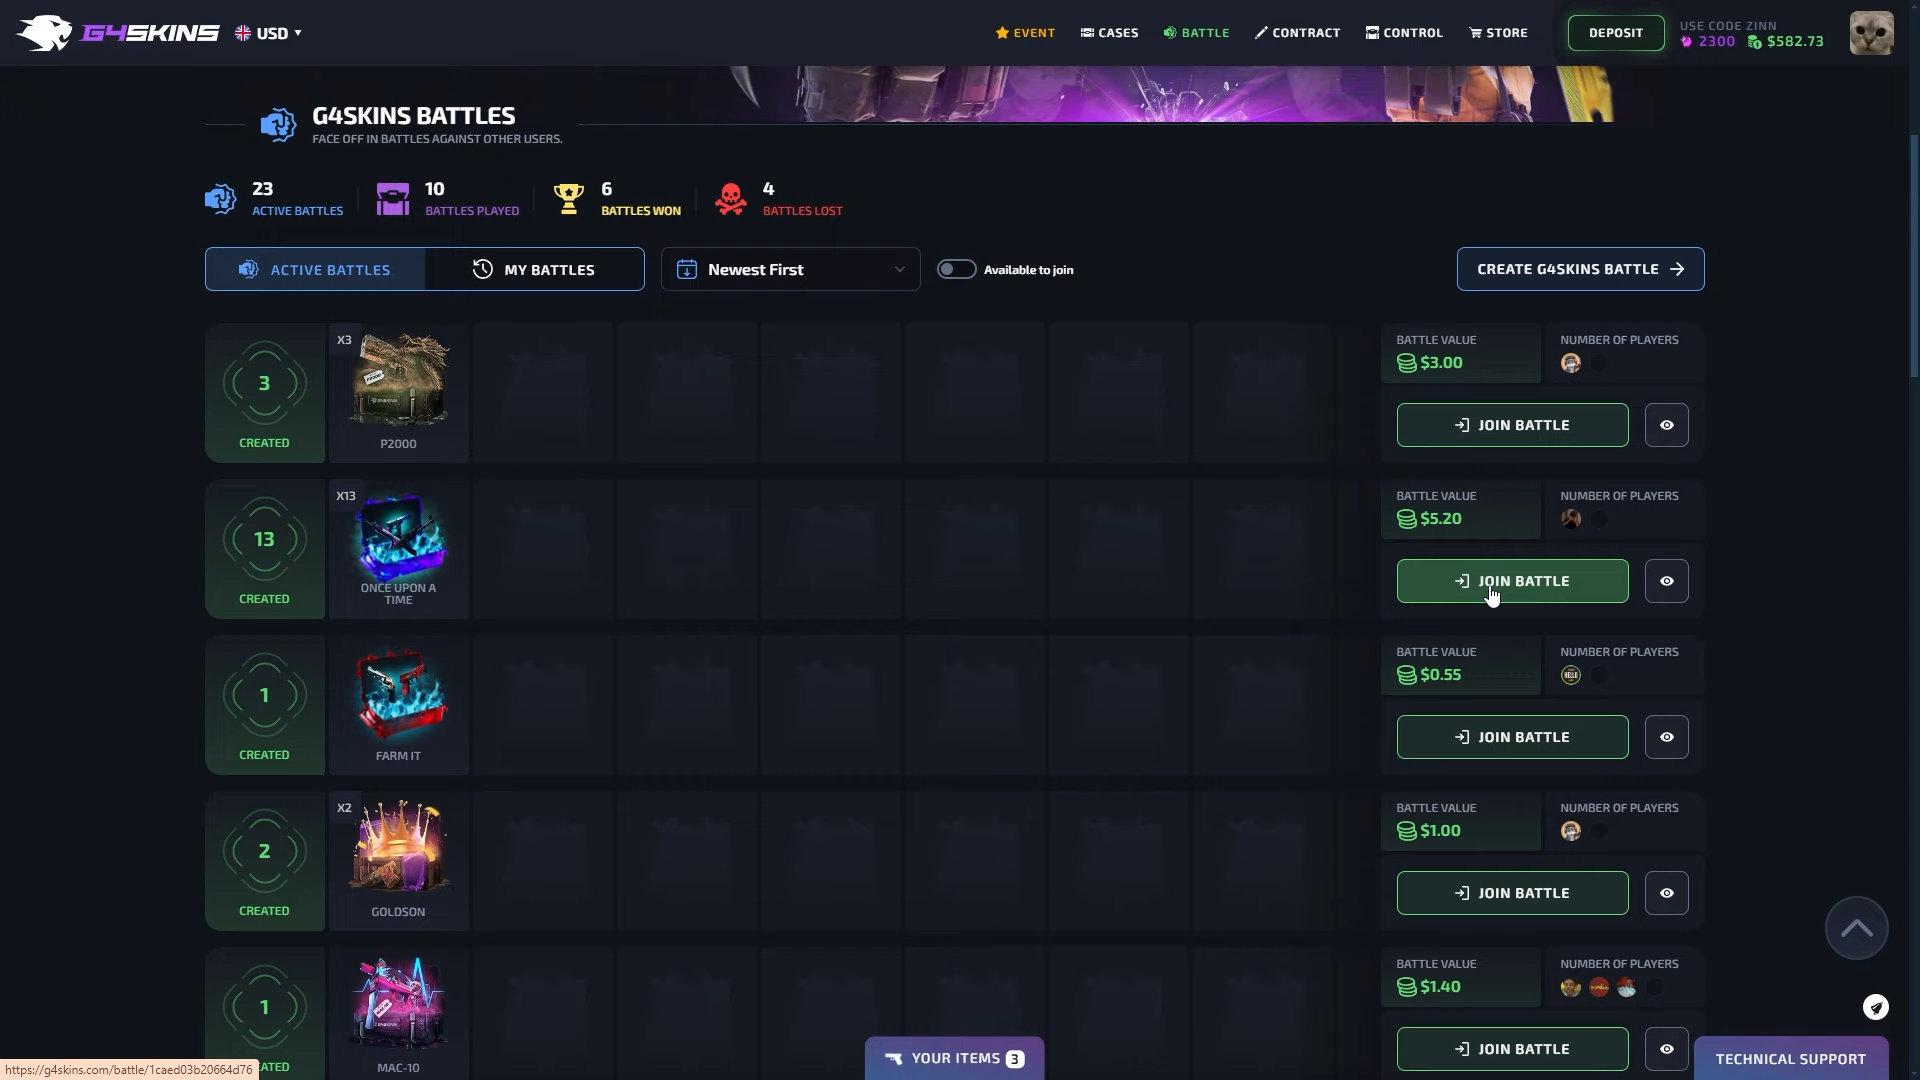 G4SKINS
USD
EVENT
CASES
BATTLE
CONTRACT
CONTROL
STORE
DEPOSIT
USE CODE ZINN
2300
$582.73
G4SKINS BATTLES
FACE OFF IN BATTLES AGAINST OTHER USERS.
23
ACTIVE BATTLES
10
BATTLES PLAYED
6
BATTLES WON
4
BATTLES LOST
ACTIVE BATTLES
MY BATTLES
Newest First
Available to join
CREATE G4SKINS BATTLE
3
CREATED
X3
P2000
BATTLE VALUE
$3.00
NUMBER OF PLAYERS
JOIN BATTLE
13
CREATED
X13
ONCE UPON A
TIME
BATTLE VALUE
$5.20
NUMBER OF PLAYERS
JOIN BATTLE
1
CREATED
FARM IT
BATTLE VALUE
$0.55
NUMBER OF PLAYERS
HELLO
JOIN BATTLE
2
CREATED
X2
GOLDSON
BATTLE VALUE
$1.00
NUMBER OF PLAYERS
JOIN BATTLE
1
MAC-10
BATTLE VALUE
$1.40
NUMBER OF PLAYERS
JOIN BATTLE
YOUR ITEMS 3
TECHNICAL SUPPORT
https://g4skins.com/battle/1caed03b20664d76